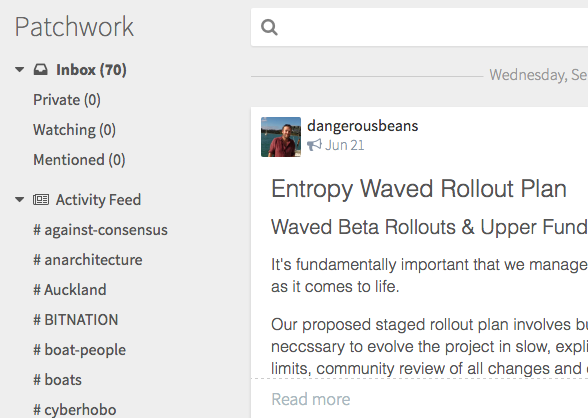 Patchwork
Inbox (70)
Private (0)
Watching (0)
Mentioned (0)
Activity Feed
# against-consensus
# anarchitecture
# Auckland
# BITNATION
# boat-people
# boats
# cyberhobo
Wednesday, Se
dangerousbeans
Jun 21
Entropy Waved Rollout Plan
Waved Beta Rollouts & Upper Fund
It's fundamentally important that we manage
as it comes to life.
Our proposed staged rollout plan involves bu
neccssary to evolve the project in slow, expli
limits, community review of all changes and
Read more